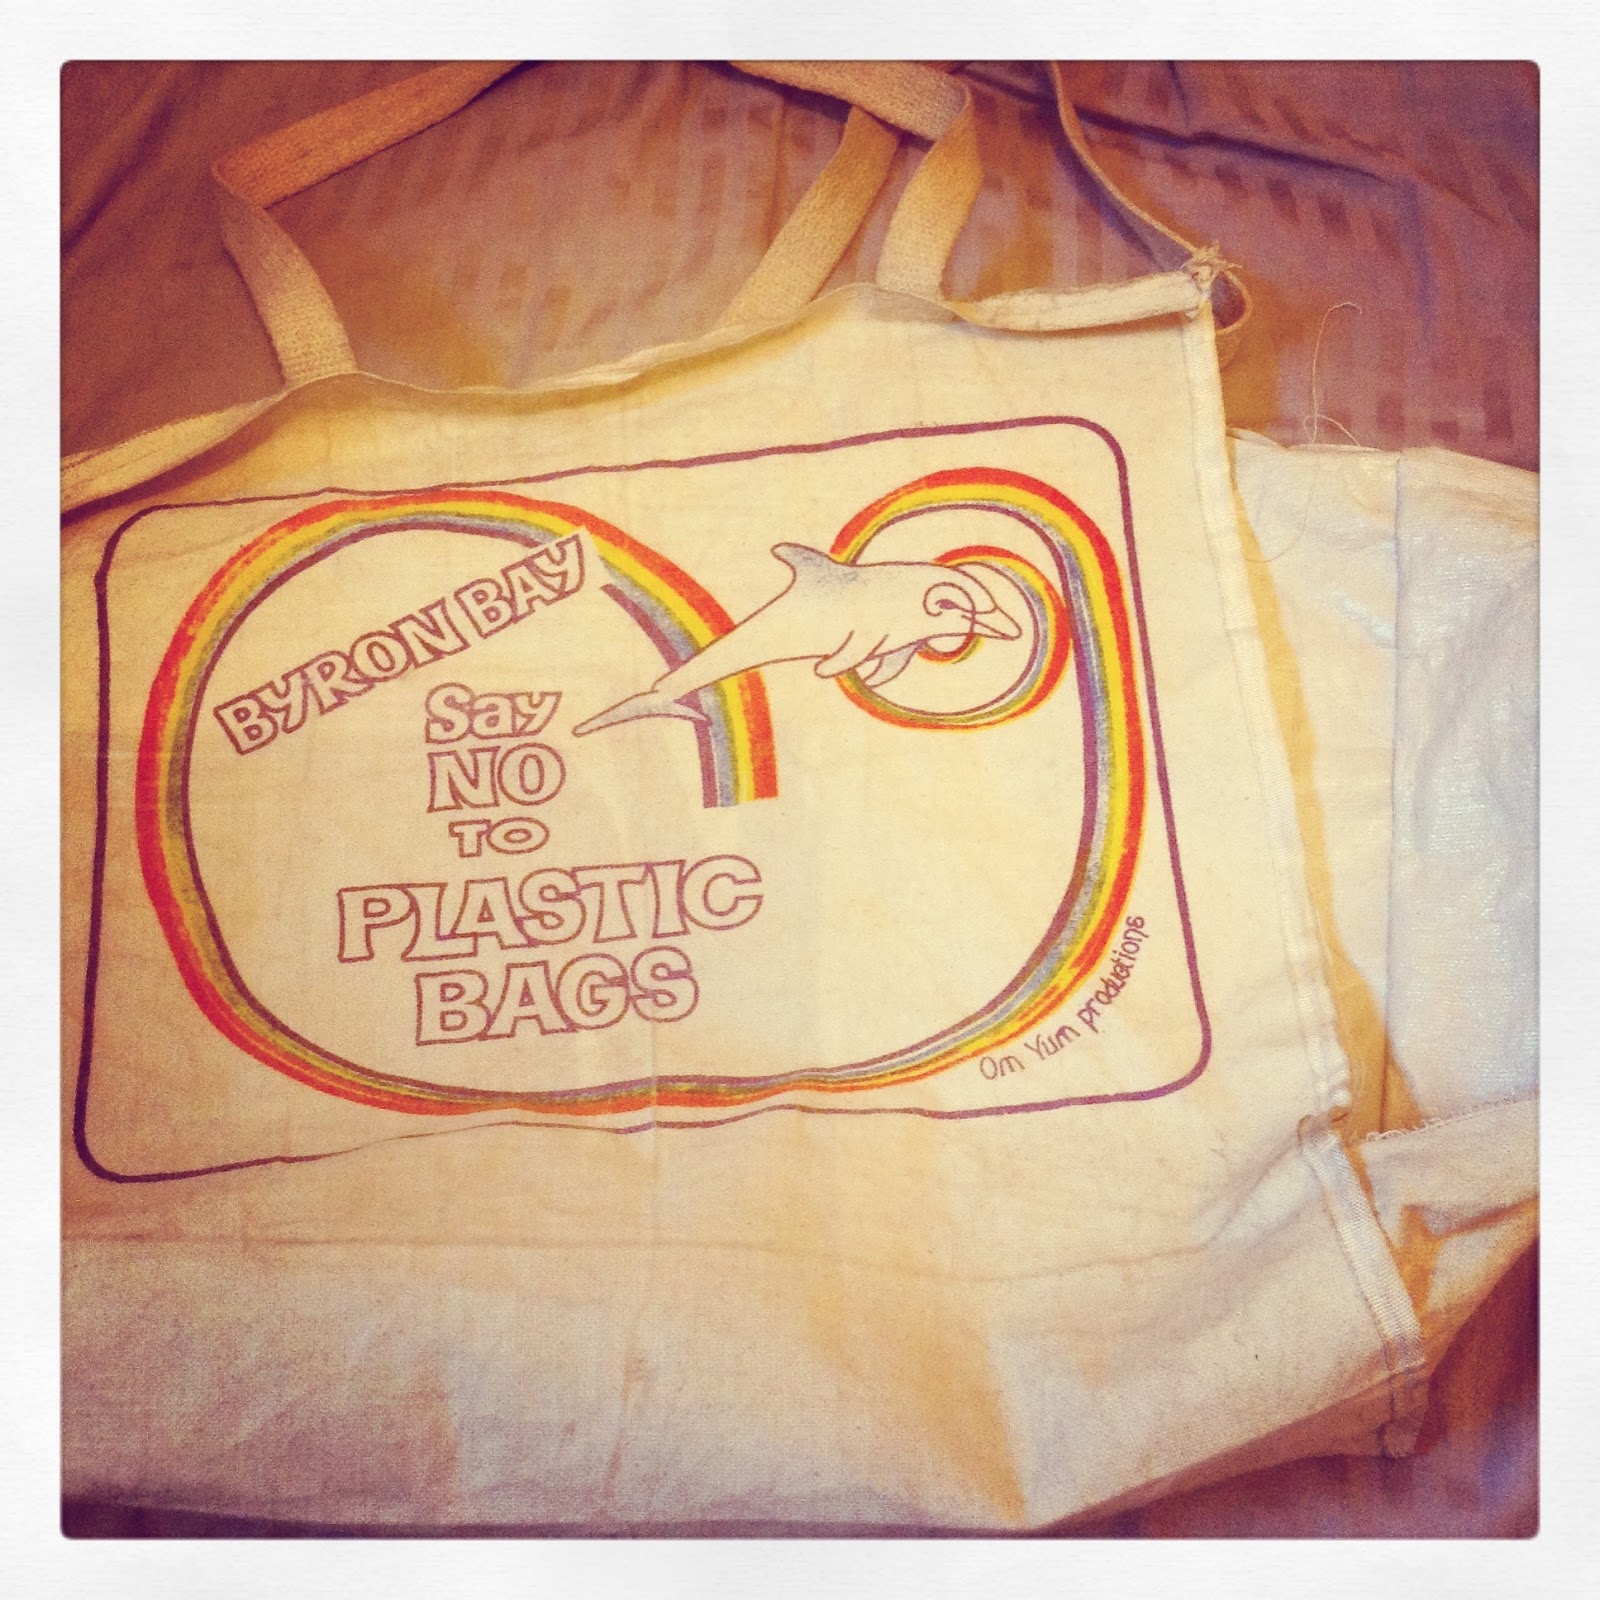 BYRON BAY
Say
NO
TO
PLASTIC
BAGS
Om Yum productions